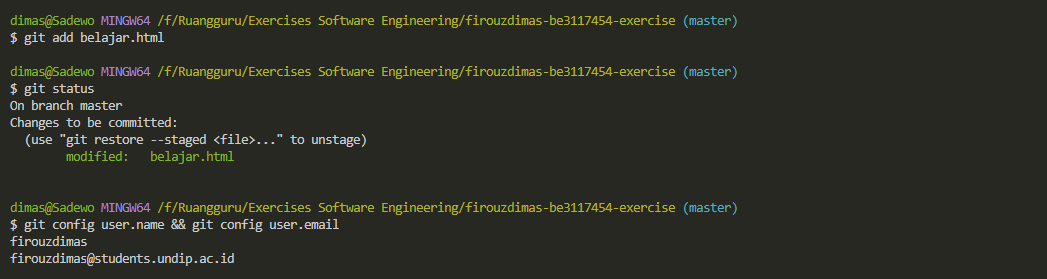 dimas@Sadewo MINGW64 /f/Ruangguru/Exercises Software Engineering/firouzdimas-be3117454-exercise (master)
$ git add belajar.html
dimas@Sadewo MINGW64 /f/Ruangguru/Exercises Software Engineering/firouzdimas-be3117454-exercise (master)
$ git status
On branch master
Changes to be committed:
  (use "git restore --staged <file>..." to unstage)
        modified:   belajar.html
dimas@Sadewo MINGW64 /f/Ruangguru/Exercises Software Engineering/firouzdimas-be3117454-exercise (master)
$ git config user.name && git config user.email
firouzdimas
firouzdimas@students.undip.ac.id